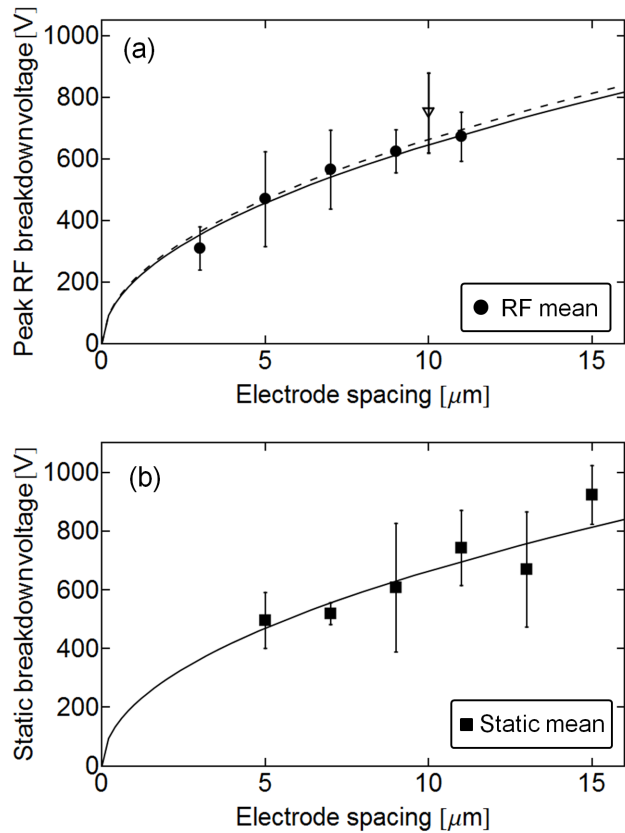 (a)
Peak RF breakdownvoltage[V]
1000
800
600
400
200
0
0 5 10 15
Electrode spacing [μm]
RF mean
(b)
Static breakdownvoltage[V]
1000
800
600
400
200
0
0 5 10 15
Electrode spacing [μm]
Static mean